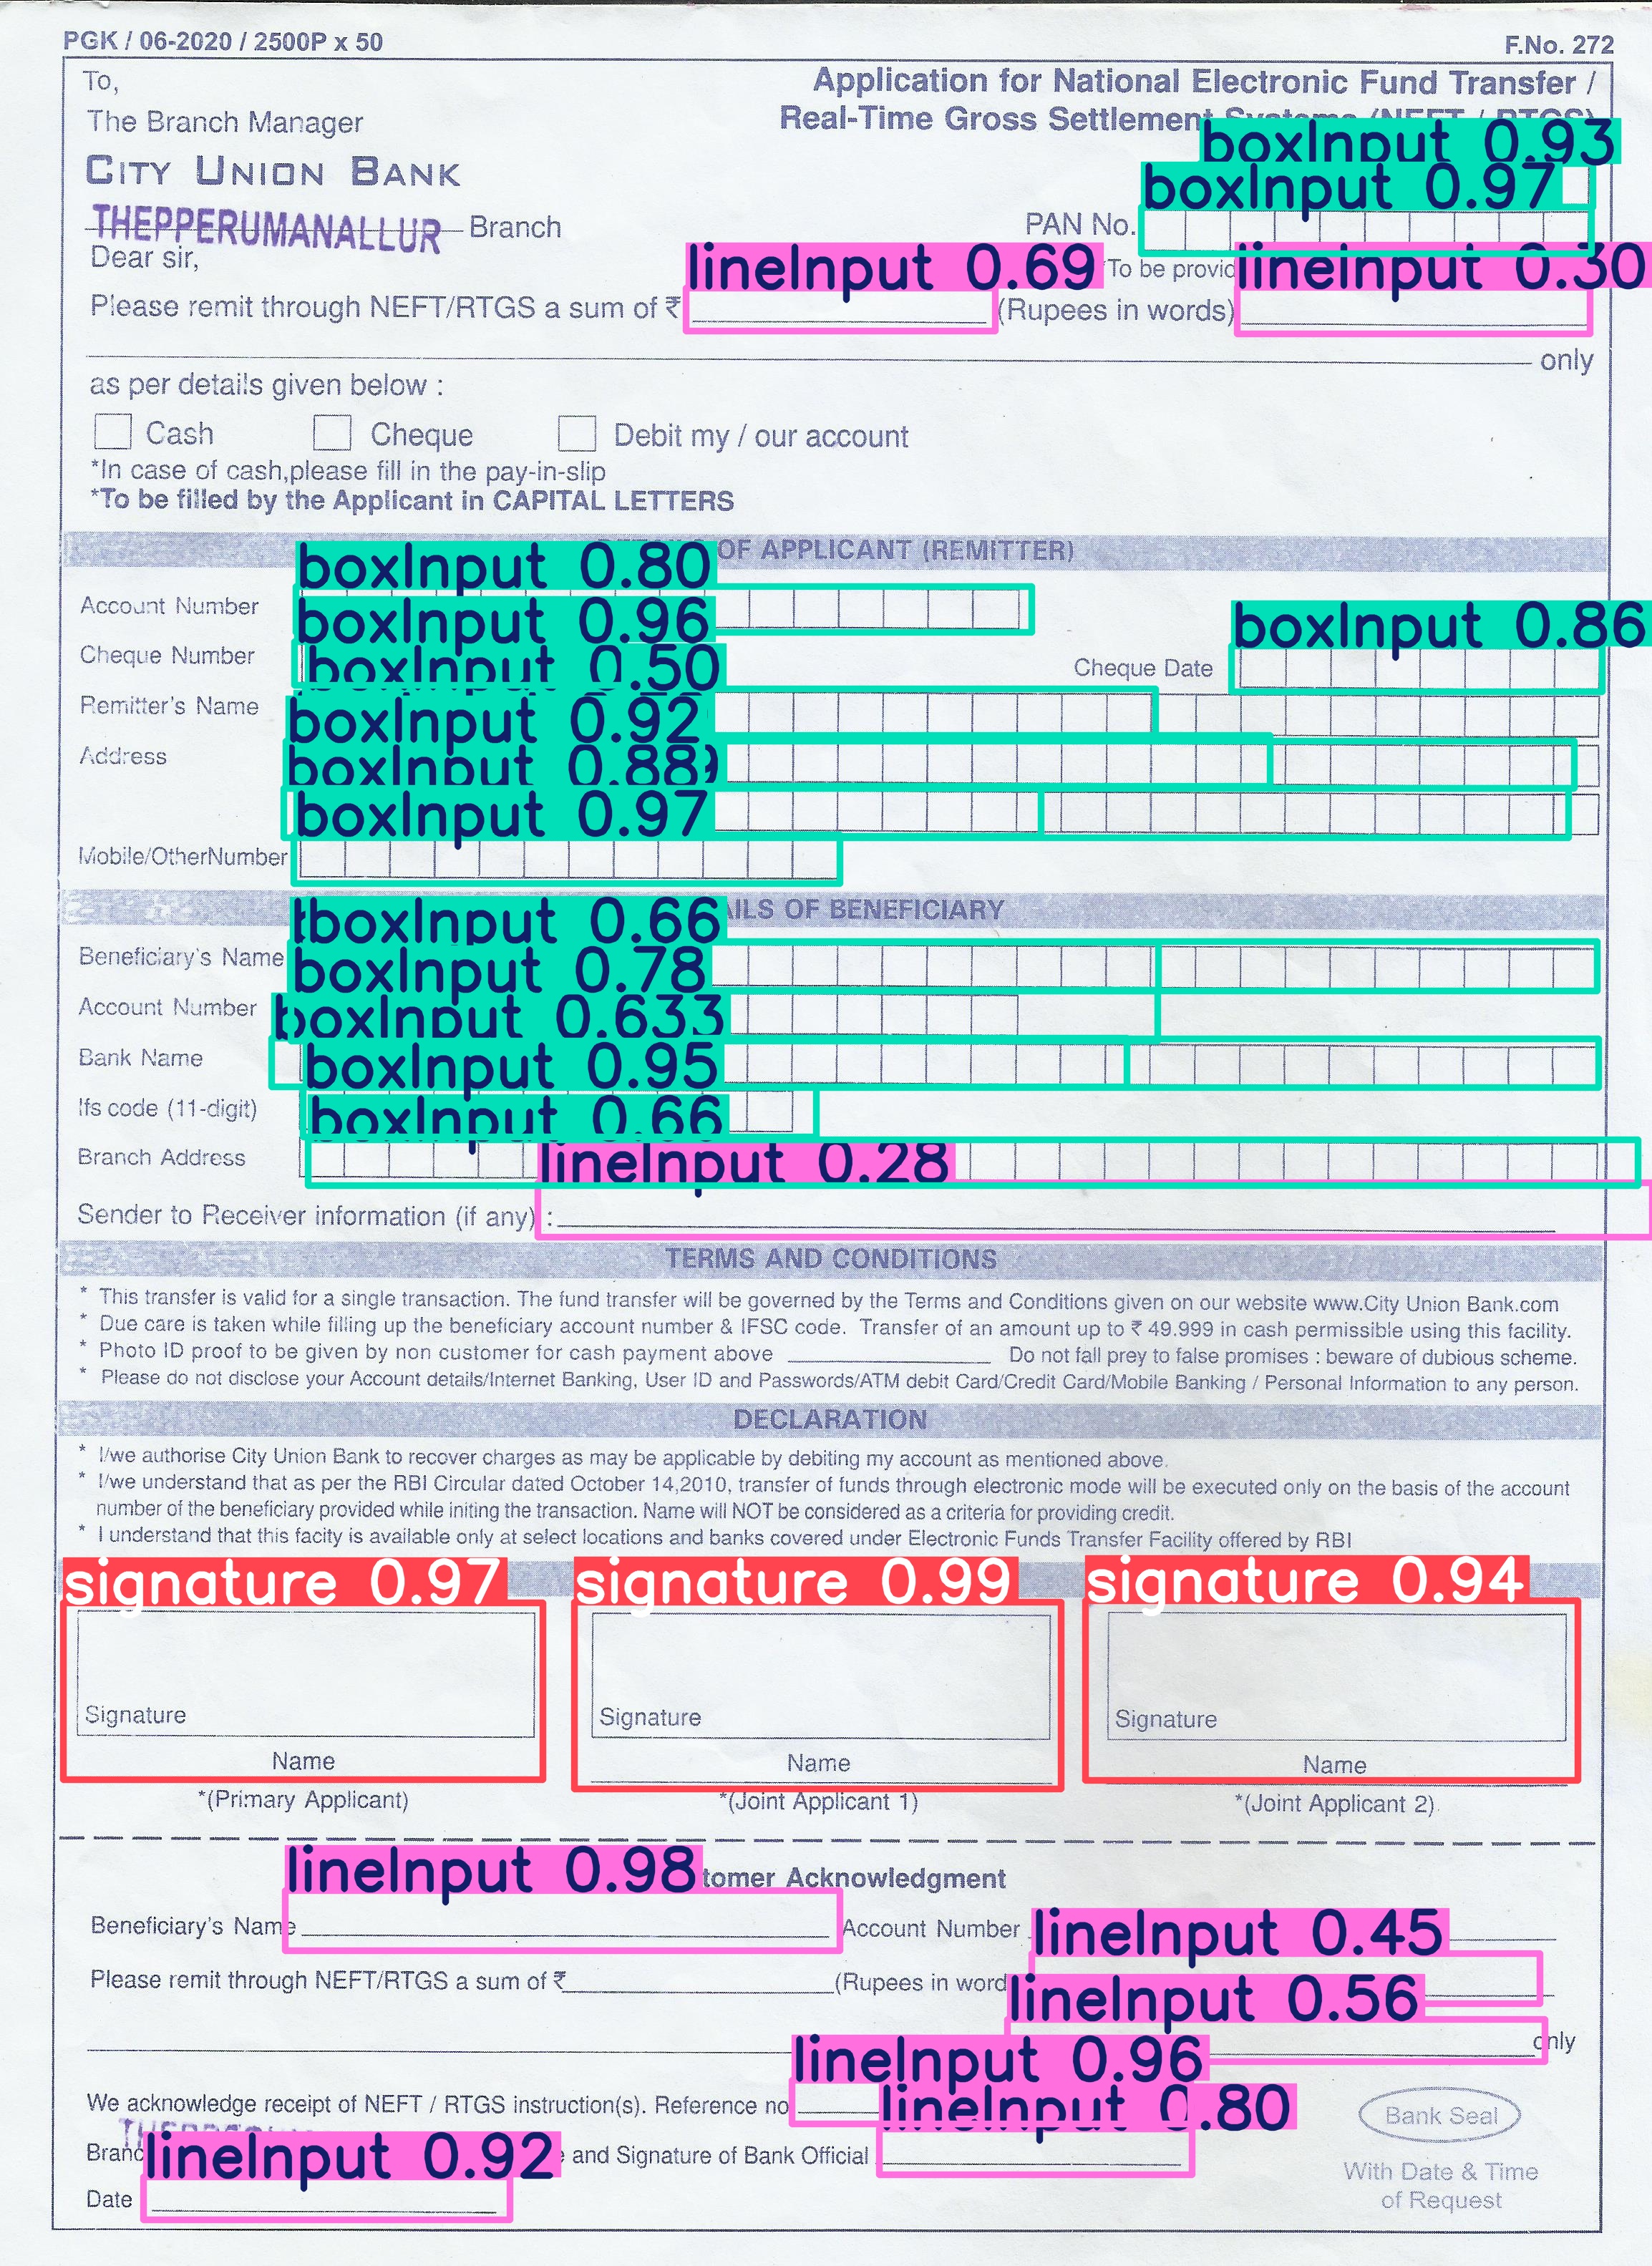 PGK / 06-2020 / 2500P x 50
F.No. 272
To,
Application for National Electronic Fund Transfer /
The Branch Manager
Real-Time Gross Settlement Systems (NEFT / RTGS)
boxInput 0.93
CITY UNION BANK
boxInput 0.97
THEPPERUMANALLUR Branch
PAN No.
Dear sir,
lineInput 0.69
To be provid
lineInput 0.30
Please remit through NEFT/RTGS a sum of ₹
(Rupees in words)
only
as per details given below :
Cash
Cheque
Debit my / our account
*In case of cash,please fill in the pay-in-slip
*To be filled by the Applicant in CAPITAL LETTERS
OF APPLICANT (REMITTER)
boxInput 0.80
Account Number
boxInput 0.96
boxInput 0.86
Cheque Number
boxInput 0.50
Cheque Date
Remitter's Name
boxInput 0.92
Address
boxInput 0.88
boxInput 0.97
Mobile/OtherNumber
boxInput 0.66
AILS OF BENEFICIARY
Beneficiary's Name
boxInput 0.78
Account Number
boxInput 0.63
Bank Name
boxInput 0.95
Ifs code (11-digit)
boxInput 0.66
Branch Address
lineInput 0.28
Sender to Receiver information (if any) :
TERMS AND CONDITIONS
* This transfer is valid for a single transaction. The fund transfer will be governed by the Terms and Conditions given on our website www.City Union Bank.com
* Due care is taken while filling up the beneficiary account number & IFSC code. Transfer of an amount up to ₹ 49.999 in cash permissible using this facility.
* Photo ID proof to be given by non customer for cash payment above Do not fall prey to false promises : beware of dubious scheme.
* Please do not disclose your Account details/Internet Banking, User ID and Passwords/ATM debit Card/Credit Card/Mobile Banking / Personal Information to any person.
DECLARATION
* I/we authorise City Union Bank to recover charges as may be applicable by debiting my account as mentioned above.
* I/we understand that as per the RBI Circular dated October 14,2010, transfer of funds through electronic mode will be executed only on the basis of the account
number of the beneficiary provided while initing the transaction. Name will NOT be considered as a criteria for providing credit.
* I understand that this facity is available only at select locations and banks covered under Electronic Funds Transfer Facility offered by RBI
signature 0.97
signature 0.99
signature 0.94
Signature
Signature
Signature
Name
Name
Name
*(Primary Applicant)
*(Joint Applicant 1)
*(Joint Applicant 2).
lineInput 0.98
tomer Acknowledgment
Beneficiary's Name
Account Number
lineInput 0.45
Please remit through NEFT/RTGS a sum of ₹
(Rupees in word
lineInput 0.56
only
lineInput 0.96
We acknowledge receipt of NEFT / RTGS instruction(s). Reference no
lineInput 0.80
Bank Seal
Branc
lineInput 0.92
and Signature of Bank Official
With Date & Time
Date
of Request